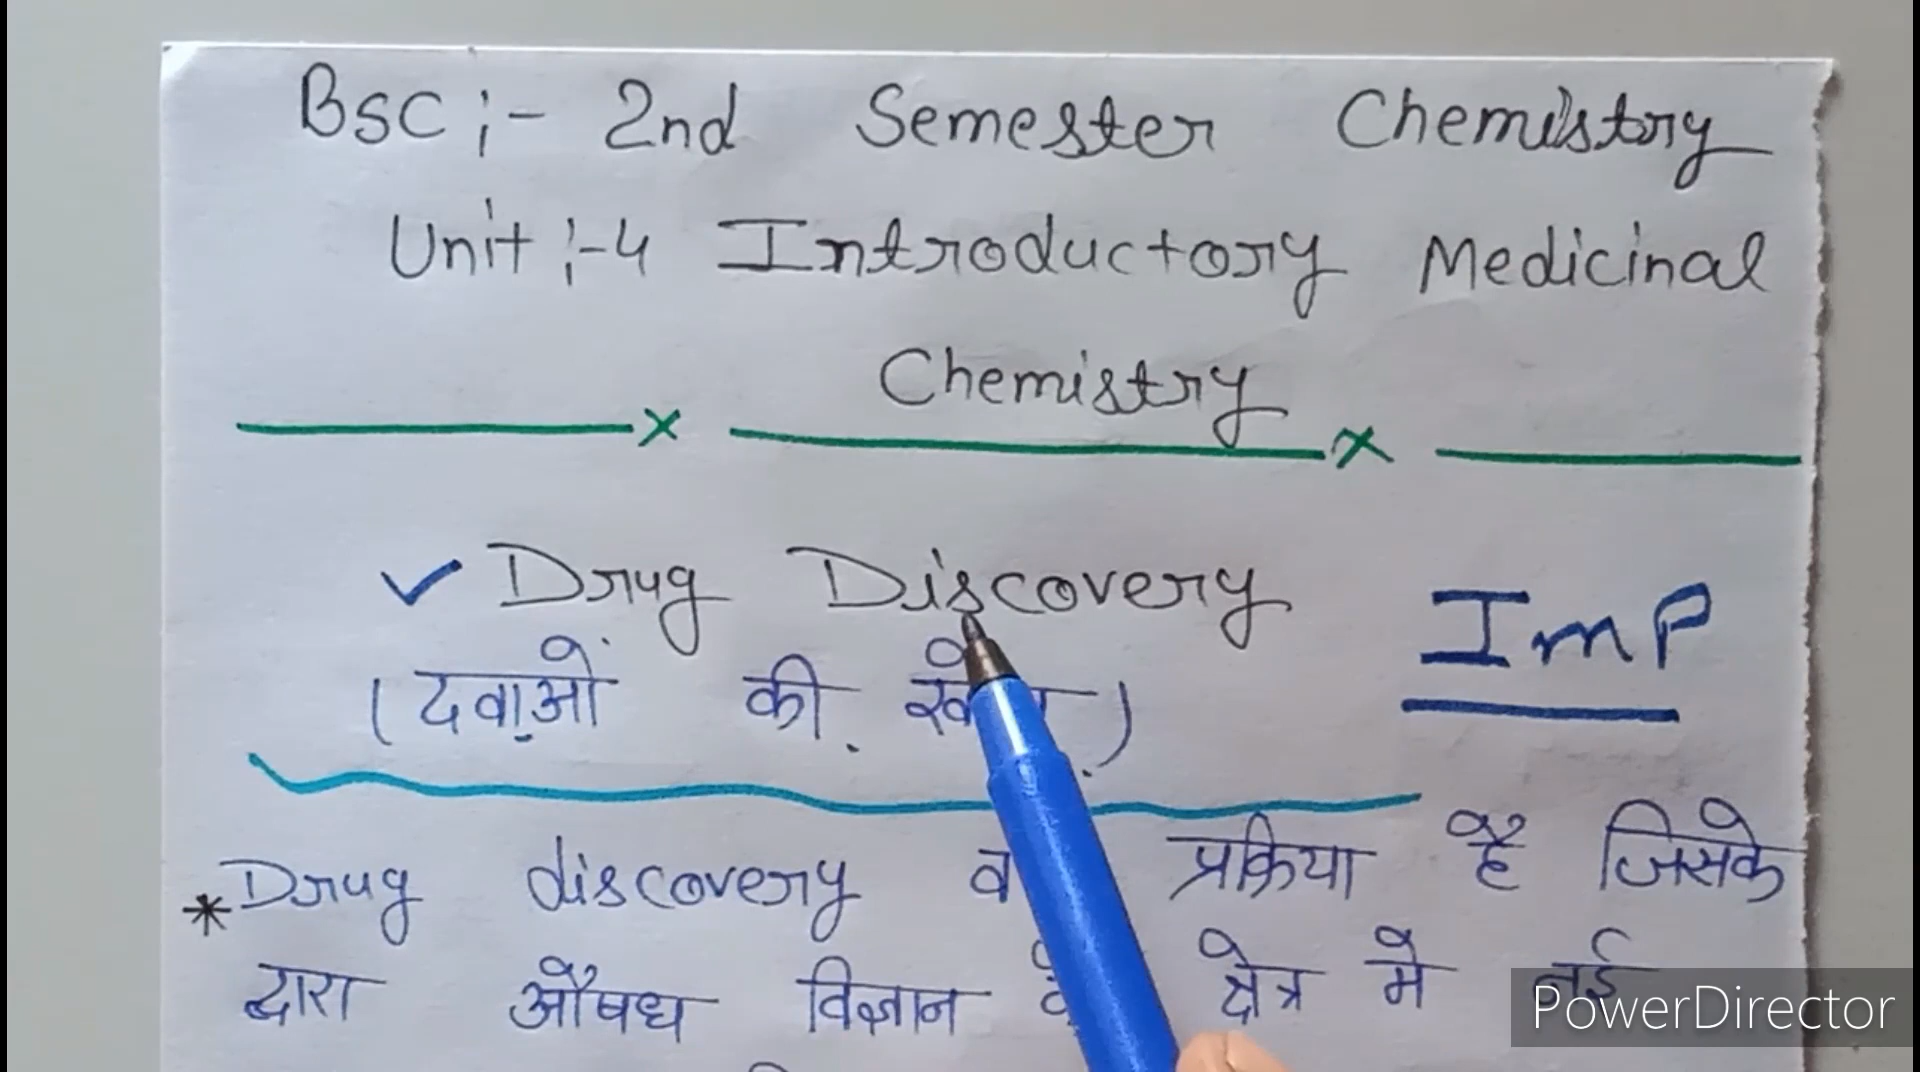 BSC ;- 2nd Semester Chemistry
Unit :-4 Introductory Medicinal
Chemistry
Drug Discovery
Imp
(दवाओं की )
* Drug discovery प्रक्रिया है जिसके
द्वारा औषध विज्ञान क्षेत्र मे नई
PowerDirector